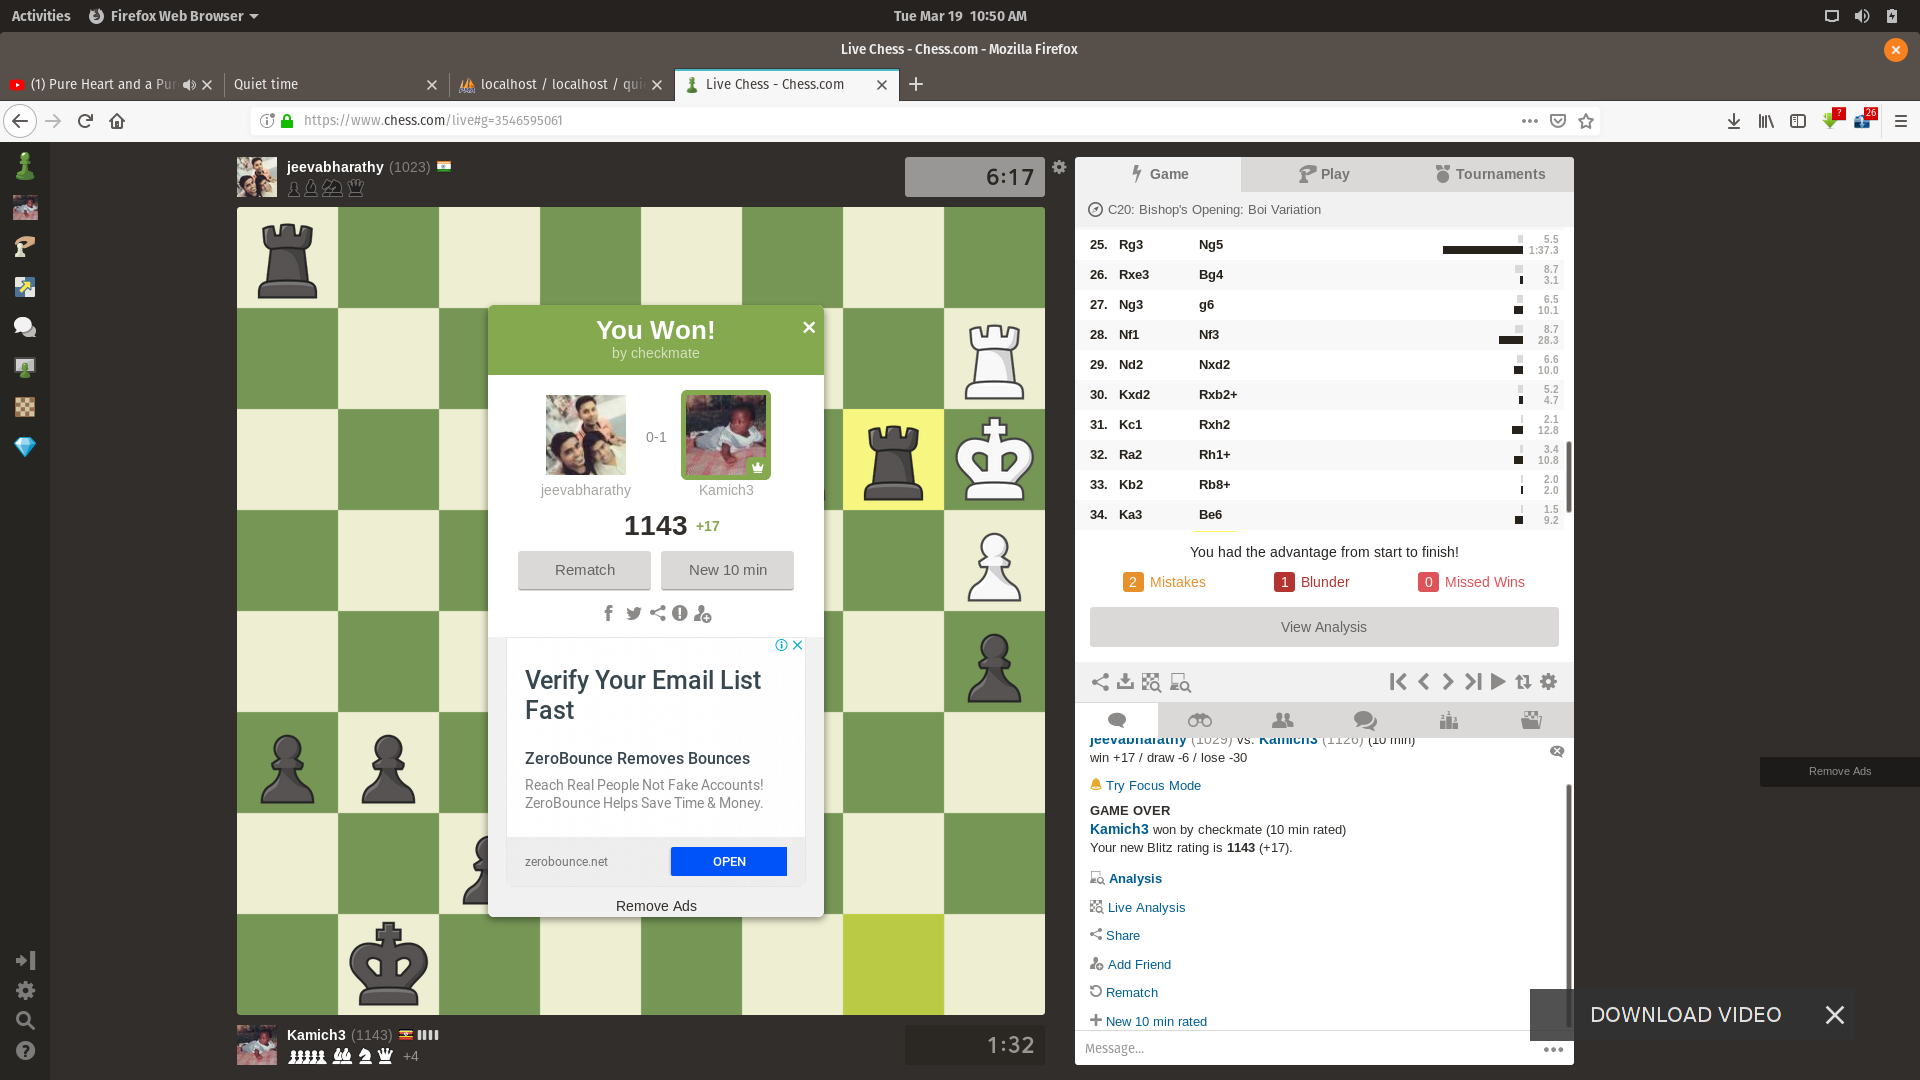 Activities
Firefox Web Browser
Tue Mar 19 10:50 AM
Live Chess - Chess.com - Mozilla Firefox
(1) Pure Heart and a Pur
Quiet time
localhost / localhost / qui
Live Chess - Chess.com
https://www.chess.com/live#g=3546595061
?
26
jeevabharathy (1023)
6:17
You Won!
by checkmate
0-1
jeevabharathy
Kamich3
1143 +17
Rematch
New 10 min
Verify Your Email List
Fast
ZeroBounce Removes Bounces
Reach Real People Not Fake Accounts!
ZeroBounce Helps Save Time & Money.
zerobounce.net
OPEN
Remove Ads
Kamich3 (1143)
+4
1:32
Game
Play
Tournaments
C20: Bishop's Opening: Boi Variation
25. Rg3 Ng5 5.5 1:37.3
26. Rxe3 Bg4 8.7 3.1
27. Ng3 g6 6.5 10.1
28. Nf1 Nf3 8.7 28.3
29. Nd2 Nxd2 6.6 10.0
30. Kxd2 Rxb2+ 5.2 4.7
31. Kc1 Rxh2 2.1 12.8
32. Ra2 Rh1+ 3.4 10.8
33. Kb2 Rb8+ 2.0 2.0
34. Ka3 Be6 1.5 9.2
You had the advantage from start to finish!
2 Mistakes
1 Blunder
0 Missed Wins
View Analysis
jeevabharathy (1029) vs. Kamich3 (1126) (10 min)
win +17 / draw -6 / lose -30
Try Focus Mode
GAME OVER
Kamich3 won by checkmate (10 min rated)
Your new Blitz rating is 1143 (+17).
Analysis
Live Analysis
Share
Add Friend
Rematch
New 10 min rated
Message...
Remove Ads
DOWNLOAD VIDEO